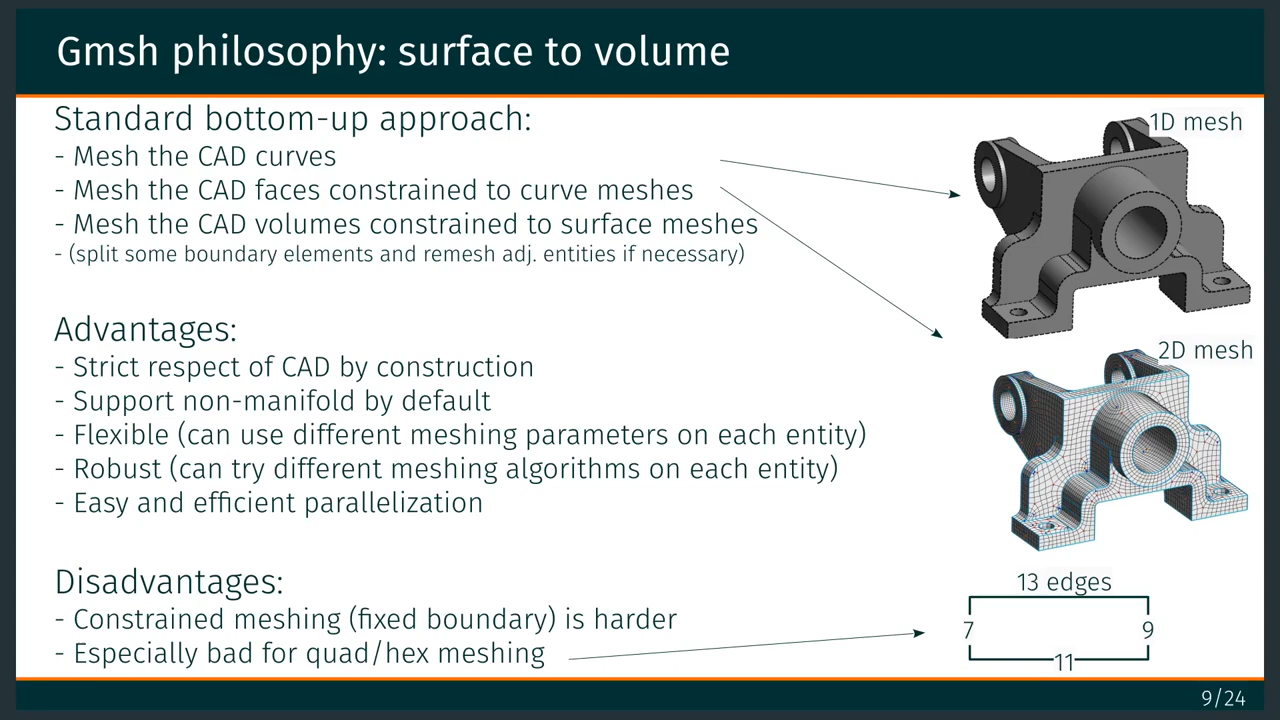 Gmsh philosophy: surface to volume
Standard bottom-up approach:
- Mesh the CAD curves
- Mesh the CAD faces constrained to curve meshes
- Mesh the CAD volumes constrained to surface meshes
- (split some boundary elements and remesh adj. entities if necessary)
1D mesh
Advantages:
- Strict respect of CAD by construction
- Support non-manifold by default
- Flexible (can use different meshing parameters on each entity)
- Robust (can try different meshing algorithms on each entity)
- Easy and efficient parallelization
2D mesh
Disadvantages:
- Constrained meshing (fixed boundary) is harder
- Especially bad for quad/hex meshing
13 edges
7
9
11
9/24